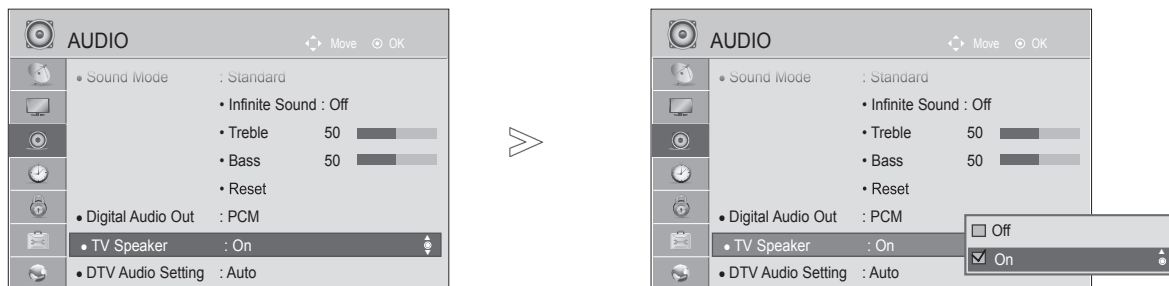 AUDIO Move OK
• Sound Mode : Standard
• Infinite Sound : Off
• Treble 50
• Bass 50
• Reset
• Digital Audio Out : PCM
• TV Speaker : On
• DTV Audio Setting : Auto
AUDIO Move OK
• Sound Mode : Standard
• Infinite Sound : Off
• Treble 50
• Bass 50
• Reset
• Digital Audio Out : PCM
• TV Speaker : On
• DTV Audio Setting : Auto
Off
On